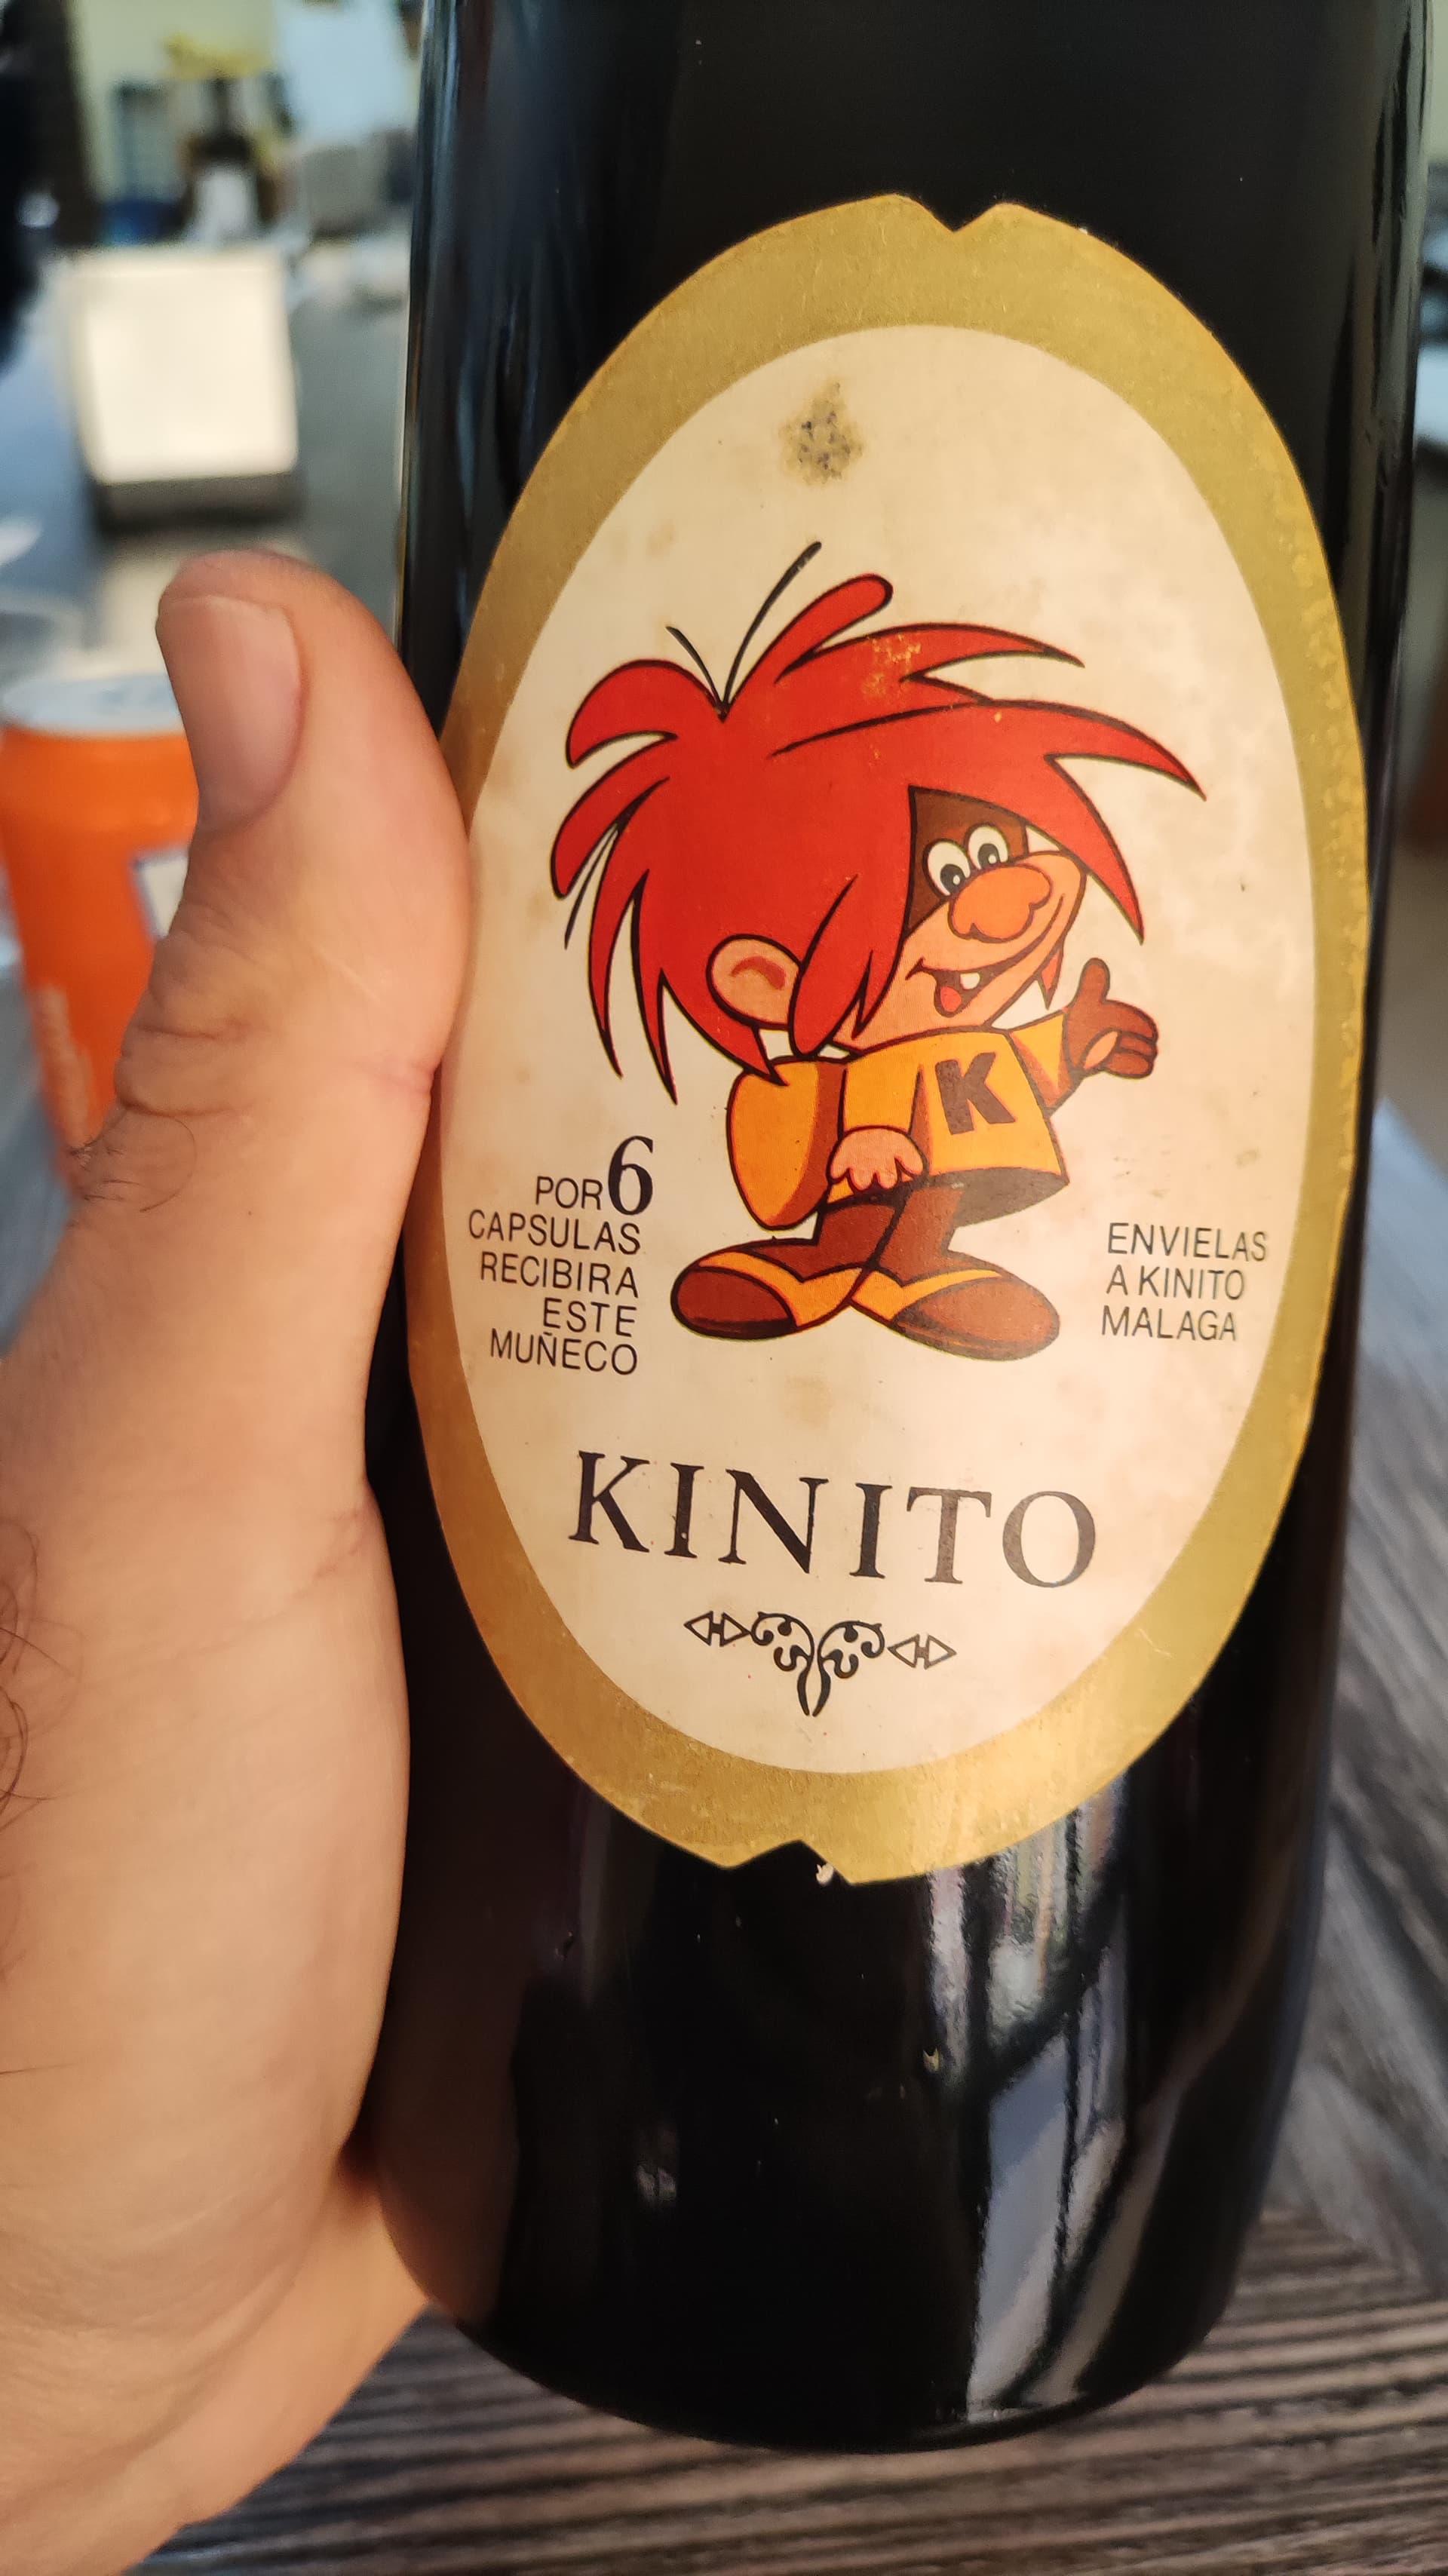 K
POR 6
CAPSULAS
RECIBIRA
ESTE
MUÑECO
ENVIELAS
A KINITO
MALAGA
KINITO